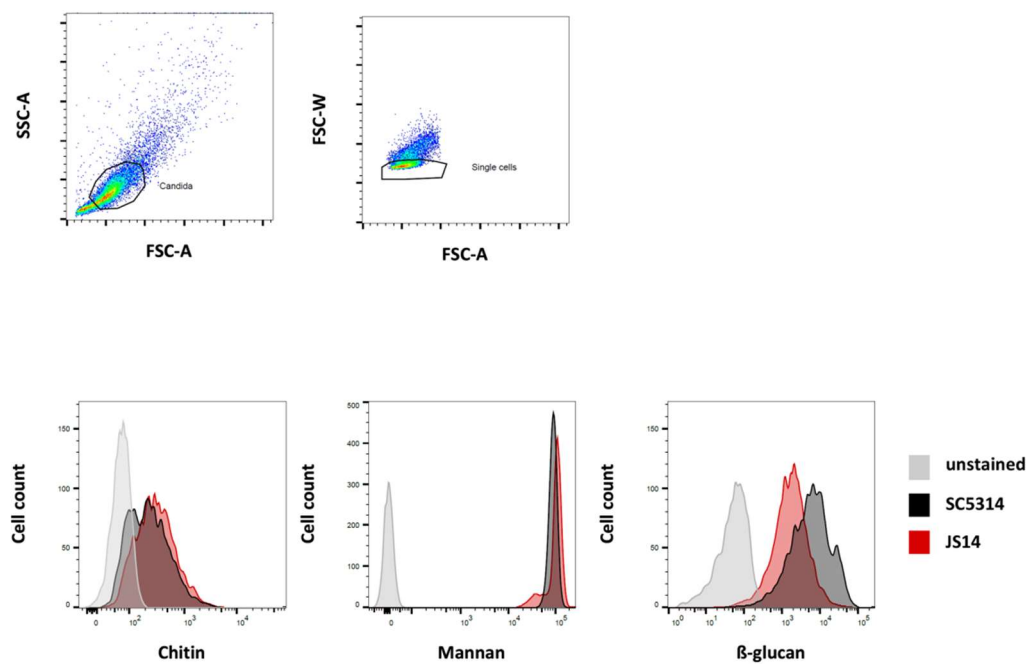 SSC-A
Candida
FSC-A
FSC-W
Single cells
FSC-A
Cell count
150
100
50
0
0 10² 10³ 10⁴
Chitin
Cell count
500
400
300
200
100
0
0 10³ 10⁴ 10⁵
Mannan
Cell count
150
100
50
0
10⁰ 10¹ 10² 10³ 10⁴ 10⁵
ß-glucan
unstained
SC5314
JS14